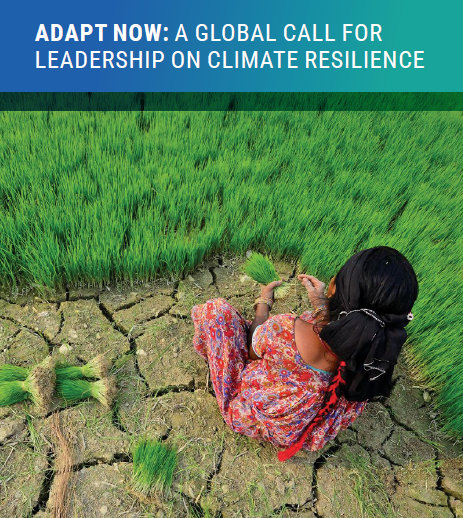 ADAPT NOW: A GLOBAL CALL FOR
LEADERSHIP ON CLIMATE RESILIENCE